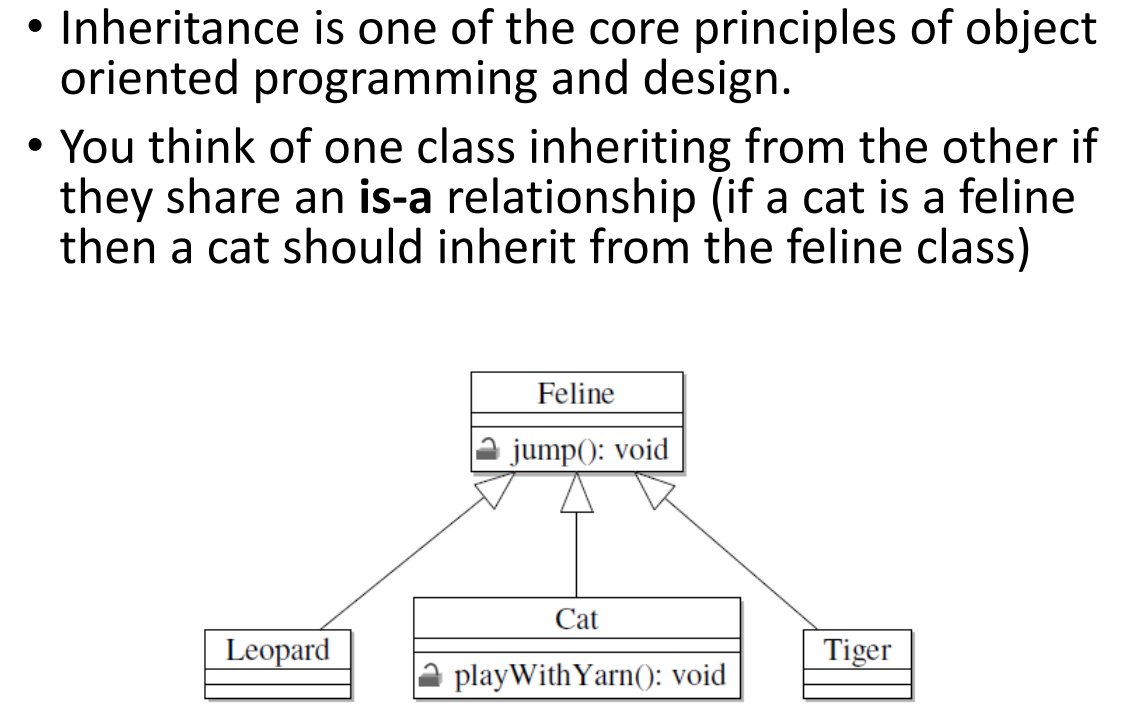 • Inheritance is one of the core principles of object
oriented programming and design.
• You think of one class inheriting from the other if
they share an is-a relationship (if a cat is a feline
then a cat should inherit from the feline class)
Feline
jump(): void
Cat
Leopard
Tiger
playWithYarn(): void